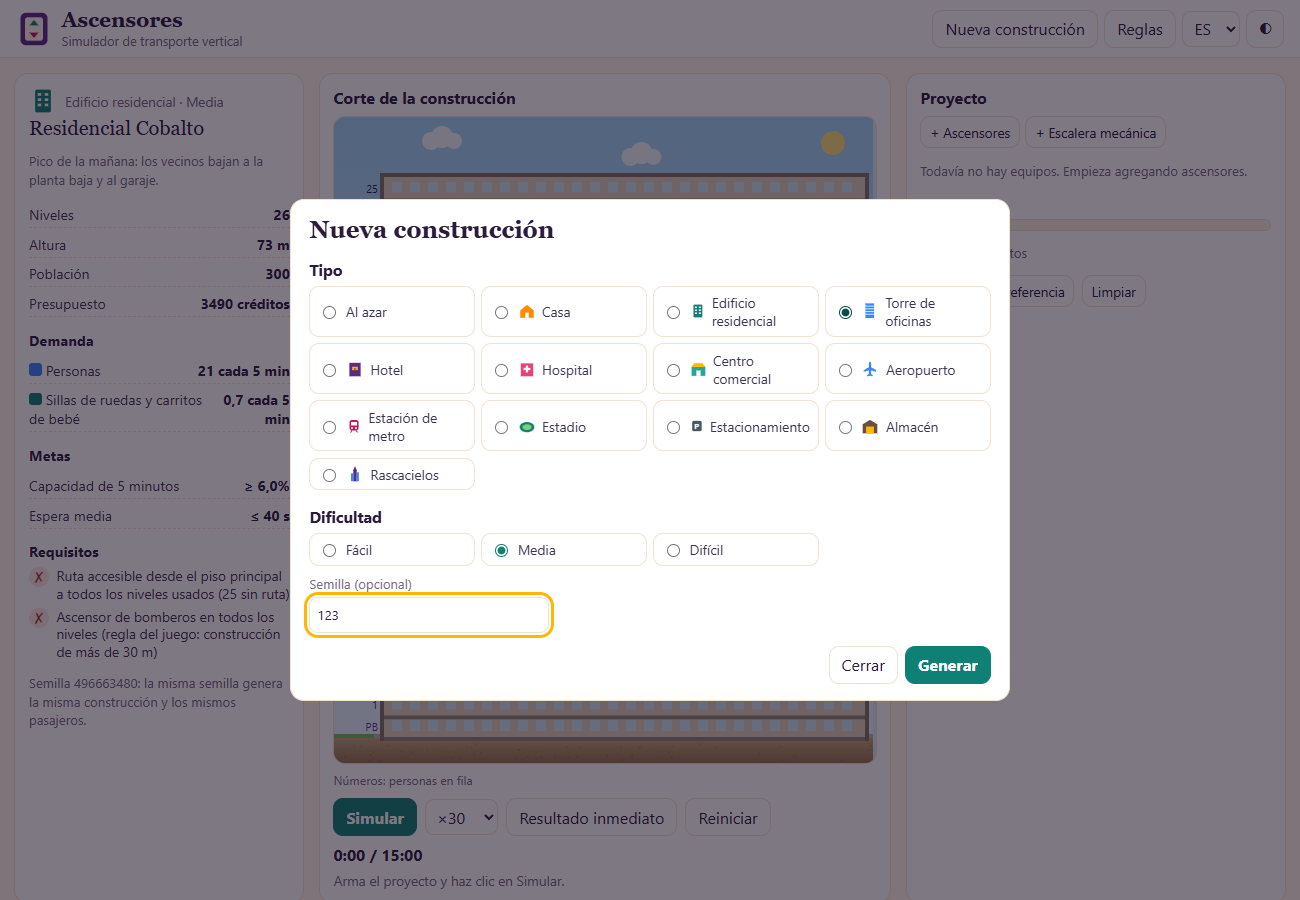 Ascensores
Simulador de transporte vertical
Nueva construcción
Reglas
ES
Edificio residencial · Media
Residencial Cobalto
Pico de la mañana: los vecinos bajan a la
planta baja y al garaje.
Niveles 26
Altura 73 m
Población 300
Presupuesto 3490 créditos
Demanda
Personas 21 cada 5 min
Sillas de ruedas y carritos
de bebé
0,7 cada 5
min
Metas
Capacidad de 5 minutos ≥ 6,0%
Espera media ≤ 40 s
Requisitos
✗ Ruta accesible desde el piso principal
a todos los niveles usados (25 sin ruta)
✗ Ascensor de bomberos en todos los
niveles (regla del juego: construcción
de más de 30 m)
Semilla 496663480: la misma semilla genera
la misma construcción y los mismos
pasajeros.
Corte de la construcción
25
Nueva construcción
Tipo
Al azar
Casa
Edificio
residencial
Torre de
oficinas
Hotel
Hospital
Centro
comercial
Aeropuerto
Estación de
metro
Estadio
P
Estacionamiento
Almacén
Rascacielos
Dificultad
Fácil
Media
Difícil
Semilla (opcional)
123
Cerrar
Generar
1
PB
Números: personas en fila
Simular
×30
Resultado inmediato
Reiniciar
0:00 / 15:00
Arma el proyecto y haz clic en Simular.
Proyecto
+ Ascensores
+ Escalera mecánica
Todavía no hay equipos. Empieza agregando ascensores.
Limpiar